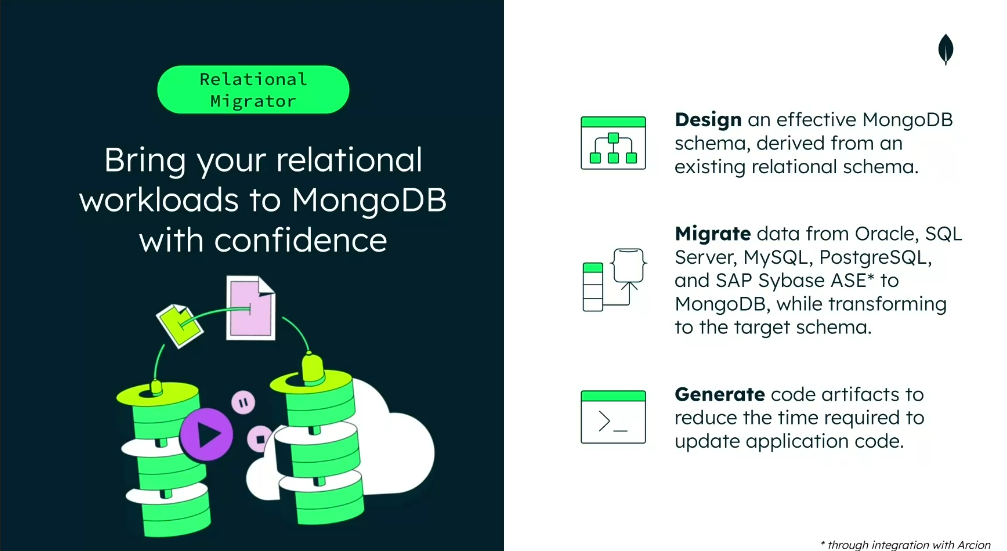 Relational
Migrator
Bring your relational
workloads to MongoDB
with confidence
Design an effective MongoDB
schema, derived from an
existing relational schema.
Migrate data from Oracle, SQL
Server, MySQL, PostgreSQL,
and SAP Sybase ASE* to
MongoDB, while transforming
to the target schema.
>_
Generate code artifacts to
reduce the time required to
update application code.
* through integration with Arcion